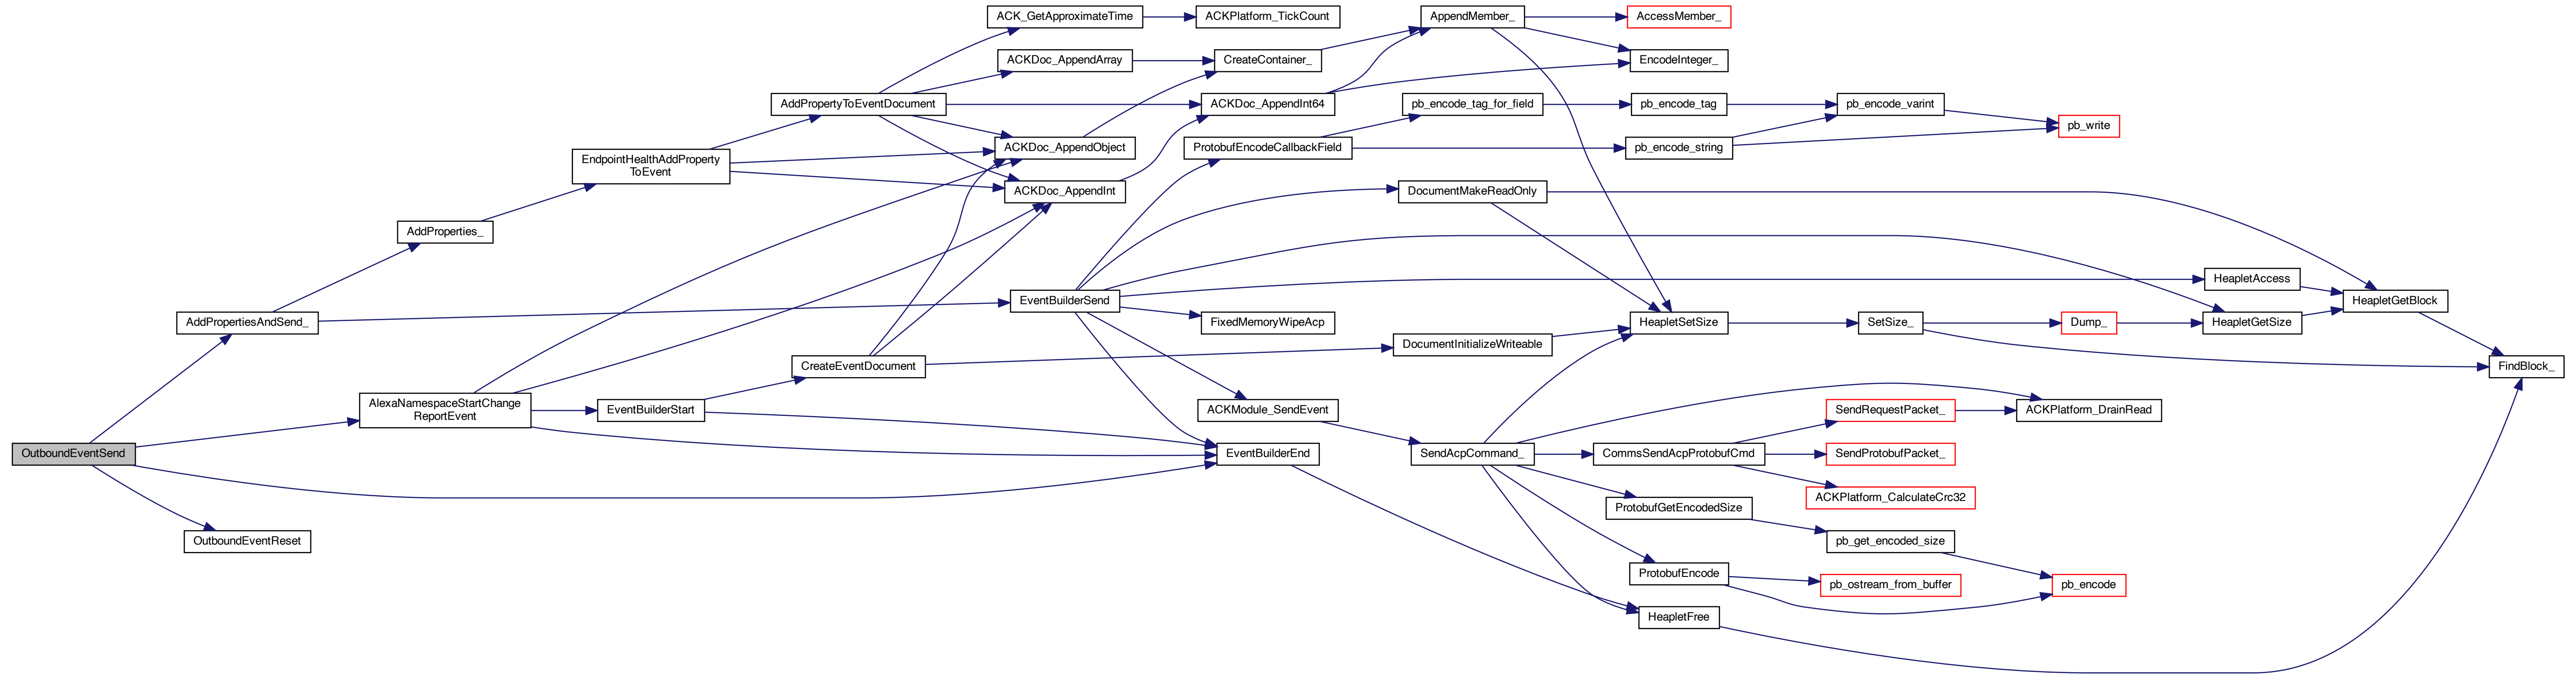 OutboundEventSend
AddPropertiesAndSend_
AddProperties_
EndpointHealthAddProperty
ToEvent
AddPropertyToEventDocument
ACK_GetApproximateTime
ACKPlatform_TickCount
ACKDoc_AppendArray
CreateContainer_
AppendMember_
AccessMember_
EncodeInteger_
ACKDoc_AppendInt64
ACKDoc_AppendObject
ACKDoc_AppendInt
ProtobufEncodeCallbackField
pb_encode_tag_for_field
pb_encode_tag
pb_encode_varint
pb_write
pb_encode_string
DocumentMakeReadOnly
EventBuilderSend
FixedMemoryWipeAcp
HeapletAccess
HeapletGetBlock
HeapletSetSize
SetSize_
Dump_
HeapletGetSize
FindBlock_
DocumentInitializeWriteable
CreateEventDocument
AlexaNamespaceStartChange
ReportEvent
EventBuilderStart
ACKModule_SendEvent
EventBuilderEnd
SendAcpCommand_
CommsSendAcpProtobufCmd
SendRequestPacket_
ACKPlatform_DrainRead
SendProtobufPacket_
ACKPlatform_CalculateCrc32
ProtobufGetEncodedSize
pb_get_encoded_size
ProtobufEncode
pb_ostream_from_buffer
pb_encode
HeapletFree
OutboundEventReset